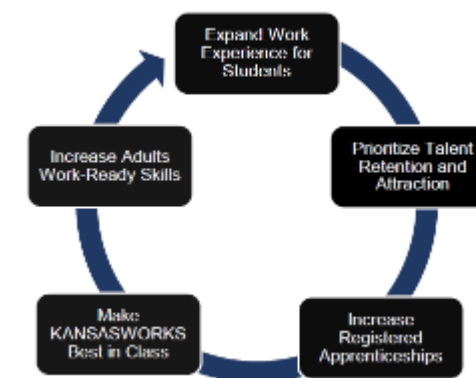 Expand Work
Experience for
Students
Prioritize Talent
Retention and
Attraction
Increase
Registered
Apprenticeships
Make
KANSASWORKS
Best in Class
Increase Adults
Work-Ready Skills